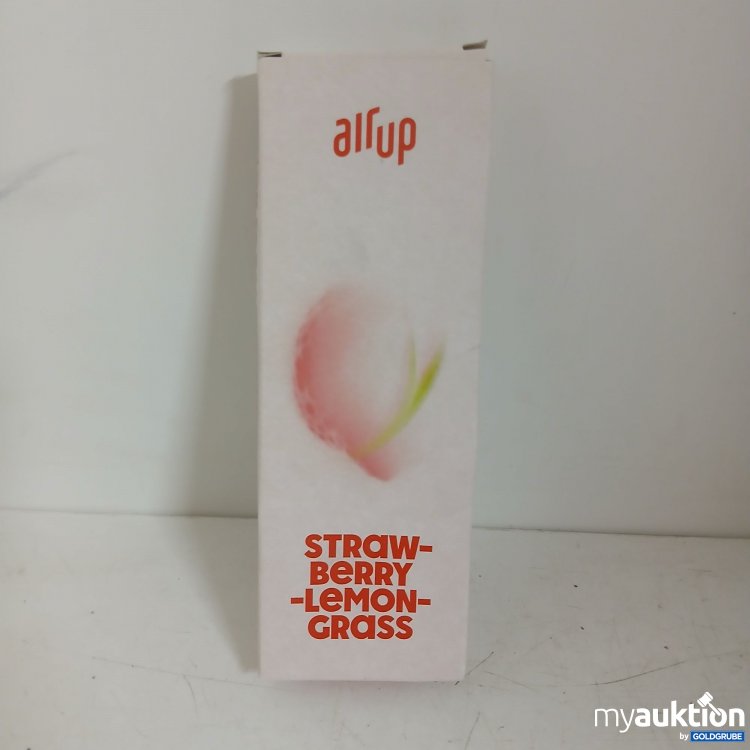 airup
STRAW-
BERRY
-LEMON-
GRASS
myauktion
by GOLDGRUBE